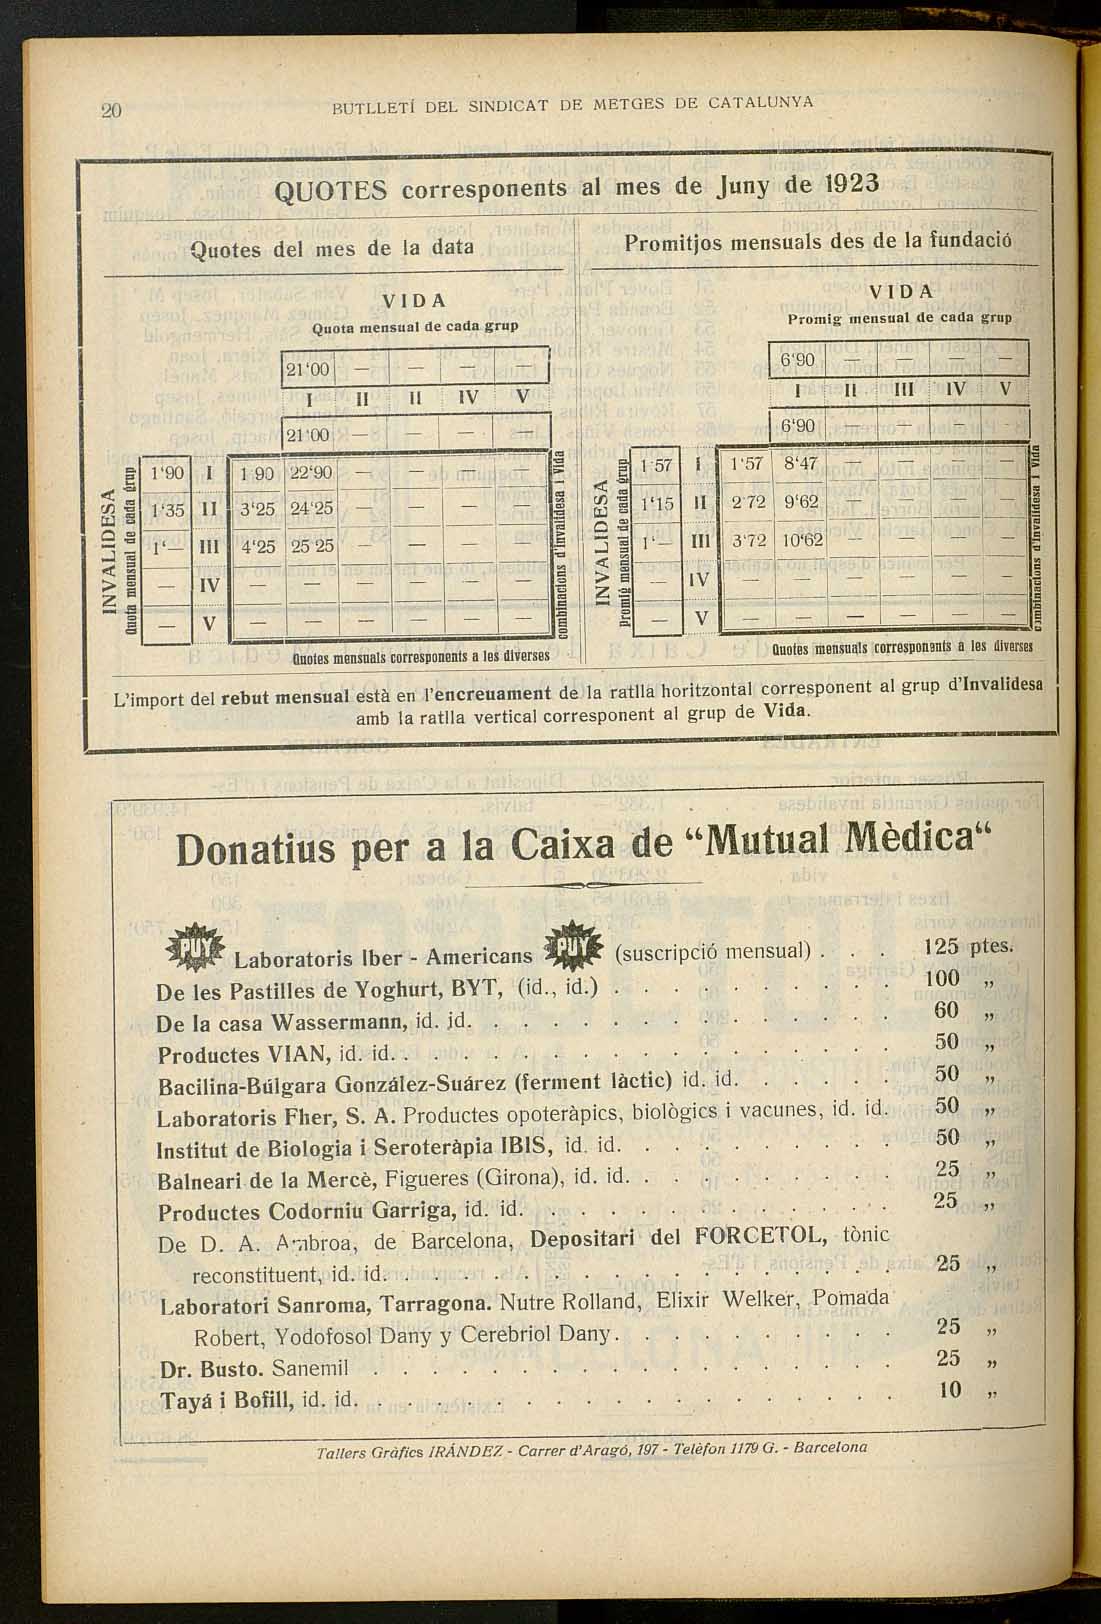 20
BUTLLETÍ DEL SINDICAT DE METGES DE CATALUNYA
QUOTES corresponents al mes de Juny de 1923
Quotes del mes de la data
VIDA
Quota mensual de cada grup
21'00 — — — —
I II II IV V
21'00 — — — —
INVALIDESA
Quota mensual de cada grup
1'90 I 1 90 22'90 — — — —
1'35 II 3'25 24'25 — — — —
1'— III 4'25 25 25 — — — —
— IV — — — — —
— V — — — — — —
combinacions d'invalidesa i Vida
Quotes mensuals corresponents a les diverses
Promitjos mensuals des de la fundació
VIDA
Promig mensual de cada grup
6'90 — — — —
I II III IV V
6'90 — — — -
INVALIDESA
Promig mensual de cada grup
1 57 I 1'57 8'47 — — — —
1'15 II 2 72 9'62 — — — —
1'— III 3'72 10'62 — — — —
— IV — — — — — —
— V — — — — — —
combinacions d'invalidesa i Vida
Quotes mensuals corresponents a les diverses
L'import del rebut mensual està en l'encreuament de la ratlla horitzontal corresponent al grup d'Invalidesa
amb la ratlla vertical corresponent al grup de Vida.
Donatius per a la Caixa de “Mutual Mèdica“
PUY Laboratoris Iber - Americans PUY (suscripció mensual) . . . 125 ptes.
De les Pastilles de Yoghurt, BYT, (id., id.) . . . . . . . . . . 100 „
De la casa Wassermann, id. id. . . . . . . . . . . . . . . 60 „
Productes VIAN, id. id. . . . . . . . . . . . . . . . . . 50 „
Bacilina-Búlgara González-Suárez (ferment làctic) id. id. . . . . . 50 „
Laboratoris Fher, S. A. Productes opoteràpics, biològics i vacunes, id. id. 50 „
Institut de Biologia i Seroteràpia IBIS, id. id. . . . . . . . . . 50 „
Balneari de la Mercè, Figueres (Girona), id. id. . . . . . . . . . 25 „
Productes Codorniu Garriga, id. id. . . . . . . . . . . . . 25 „
De D. A. Ambroa, de Barcelona, Depositari del FORCETOL, tònic
reconstituent, id. id. . . . . . . . . . . . . . . . . . 25 „
Laboratori Sanroma, Tarragona. Nutre Rolland, Elixir Welker, Pomada
Robert, Yodofosol Dany y Cerebriol Dany. . . . . . . . . . 25 „
Dr. Busto. Sanemil . . . . . . . . . . . . . . . . . . 25 „
Tayá i Bofill, id. id. . . . . . . . . . . . . . . . . . . 10 „
Tallers Gràfics IRÁNDEZ - Carrer d'Aragó, 197 - Telèfon 1179 G. - Barcelona